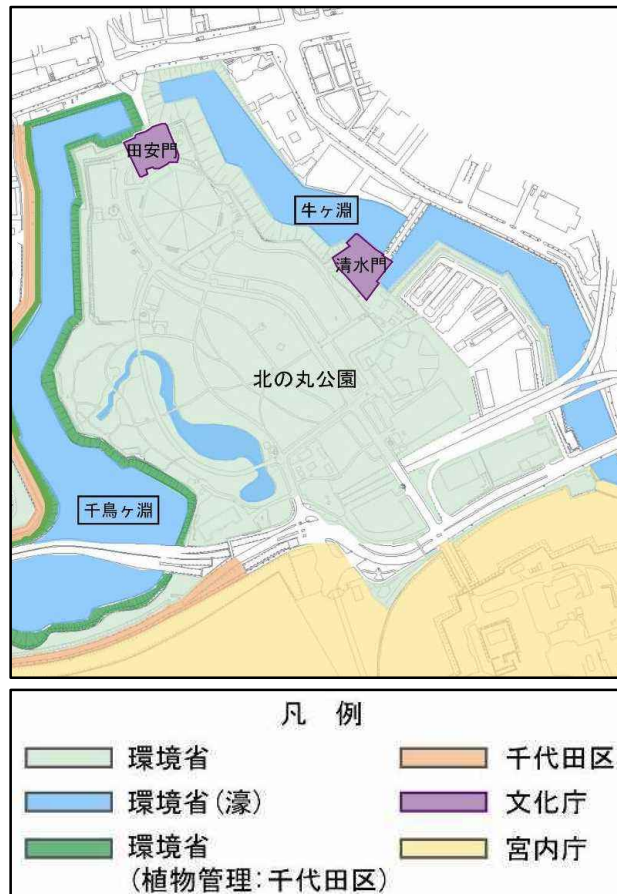 田安門
牛ヶ淵
清水門
北の丸公園
千鳥ヶ淵
凡 例
環境省
環境省(濠)
環境省
(植物管理:千代田区)
千代田区
文化庁
宮内庁